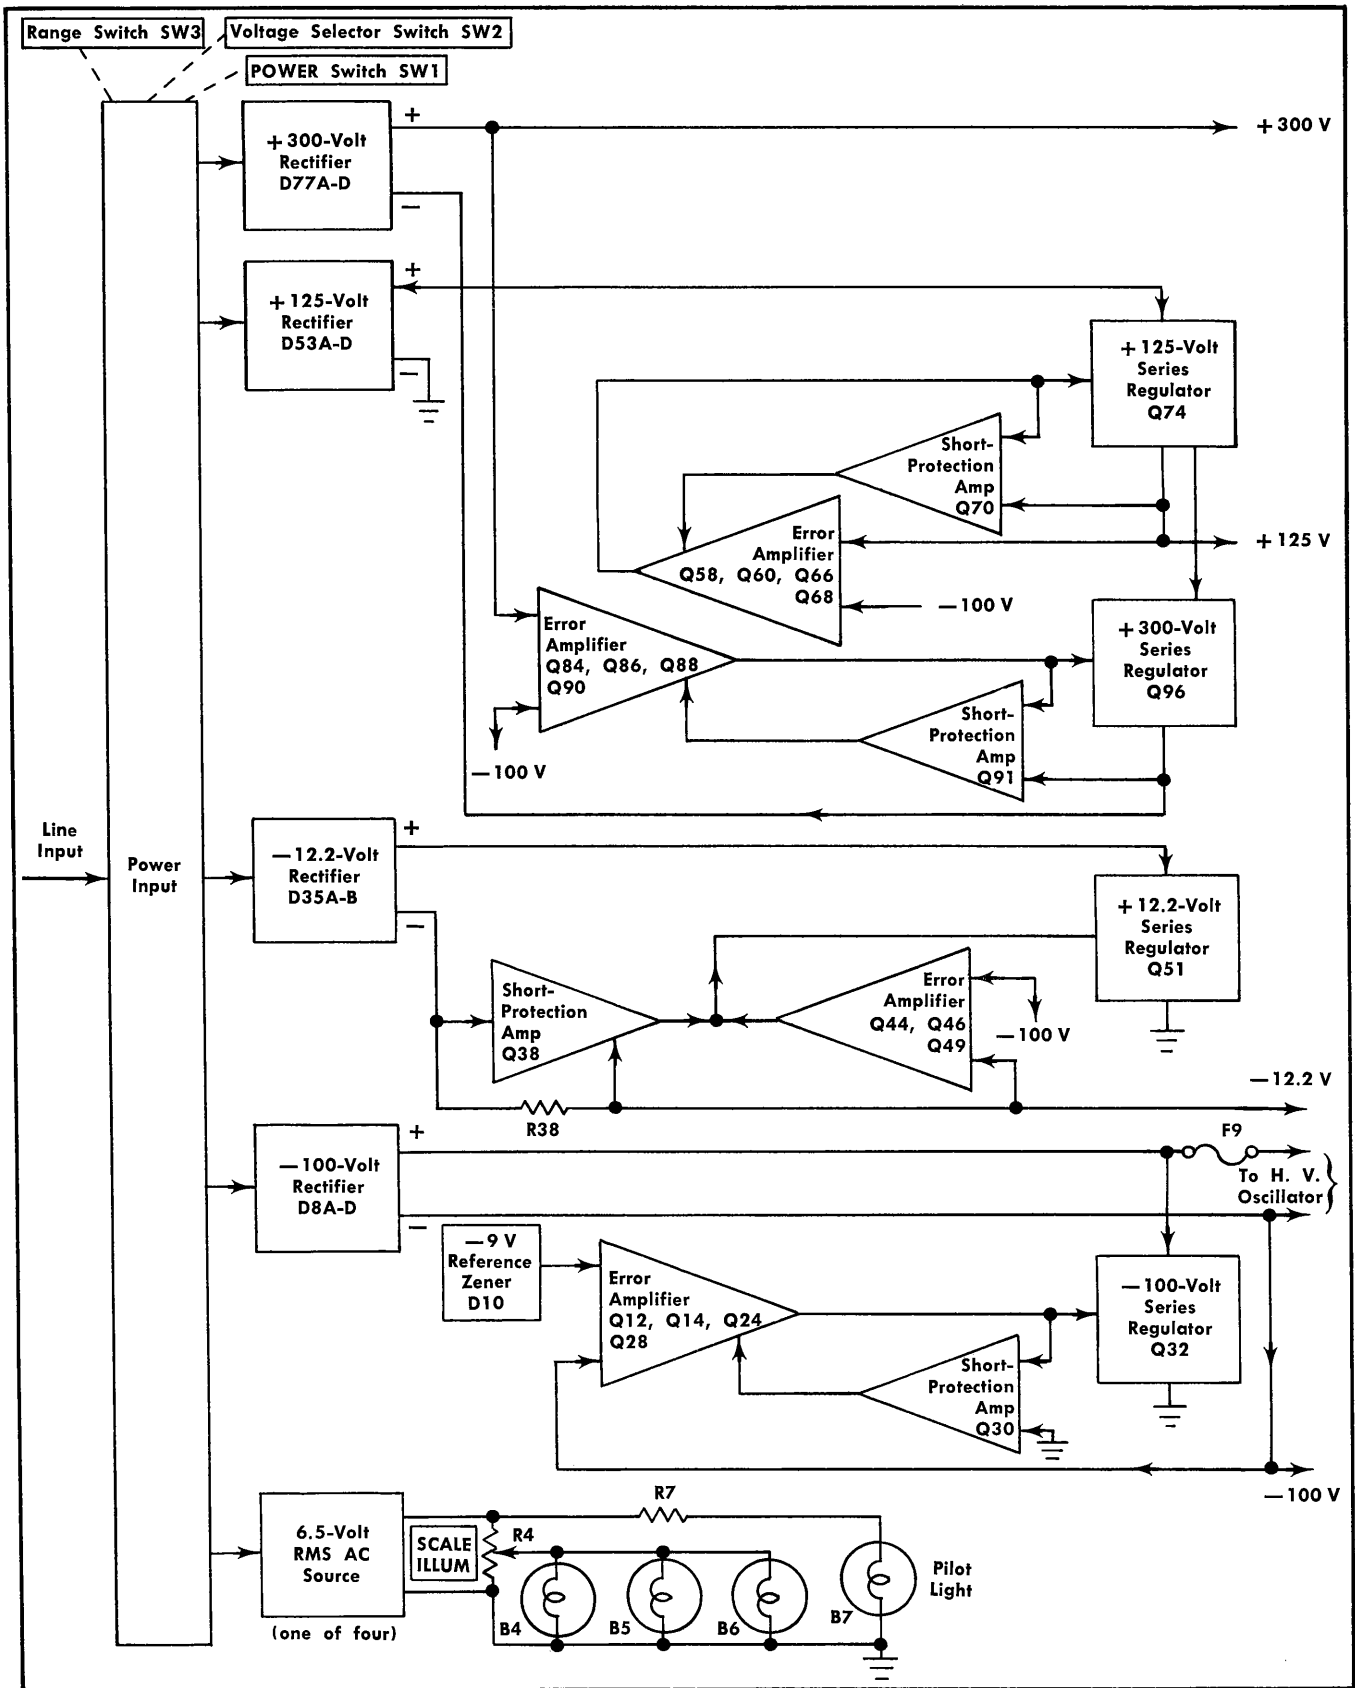 Range Switch SW3
Voltage Selector Switch SW2
POWER Switch SW1
+300-Volt
Rectifier
D77A-D
+
−
+300 V
+125-Volt
Rectifier
D53A-D
+
−
+125-Volt
Series
Regulator
Q74
Short-
Protection
Amp
Q70
Error
Amplifier
Q58, Q60, Q66
Q68
+125 V
−100 V
Error
Amplifier
Q84, Q86, Q88
Q90
−100 V
+300-Volt
Series
Regulator
Q96
Short-
Protection
Amp
Q91
Line
Input
Power
Input
−12.2-Volt
Rectifier
D35A-B
+
−
+12.2-Volt
Series
Regulator
Q51
Short-
Protection
Amp
Q38
Error
Amplifier
Q44, Q46
Q49
−100 V
−12.2 V
R38
−100-Volt
Rectifier
D8A-D
+
−
F9
To H. V.
Oscillator
−9 V
Reference
Zener
D10
Error
Amplifier
Q12, Q14, Q24
Q28
−100-Volt
Series
Regulator
Q32
Short-
Protection
Amp
Q30
−100 V
6.5-Volt
RMS AC
Source
(one of four)
SCALE
ILLUM
R4
R7
B4
B5
B6
B7
Pilot
Light